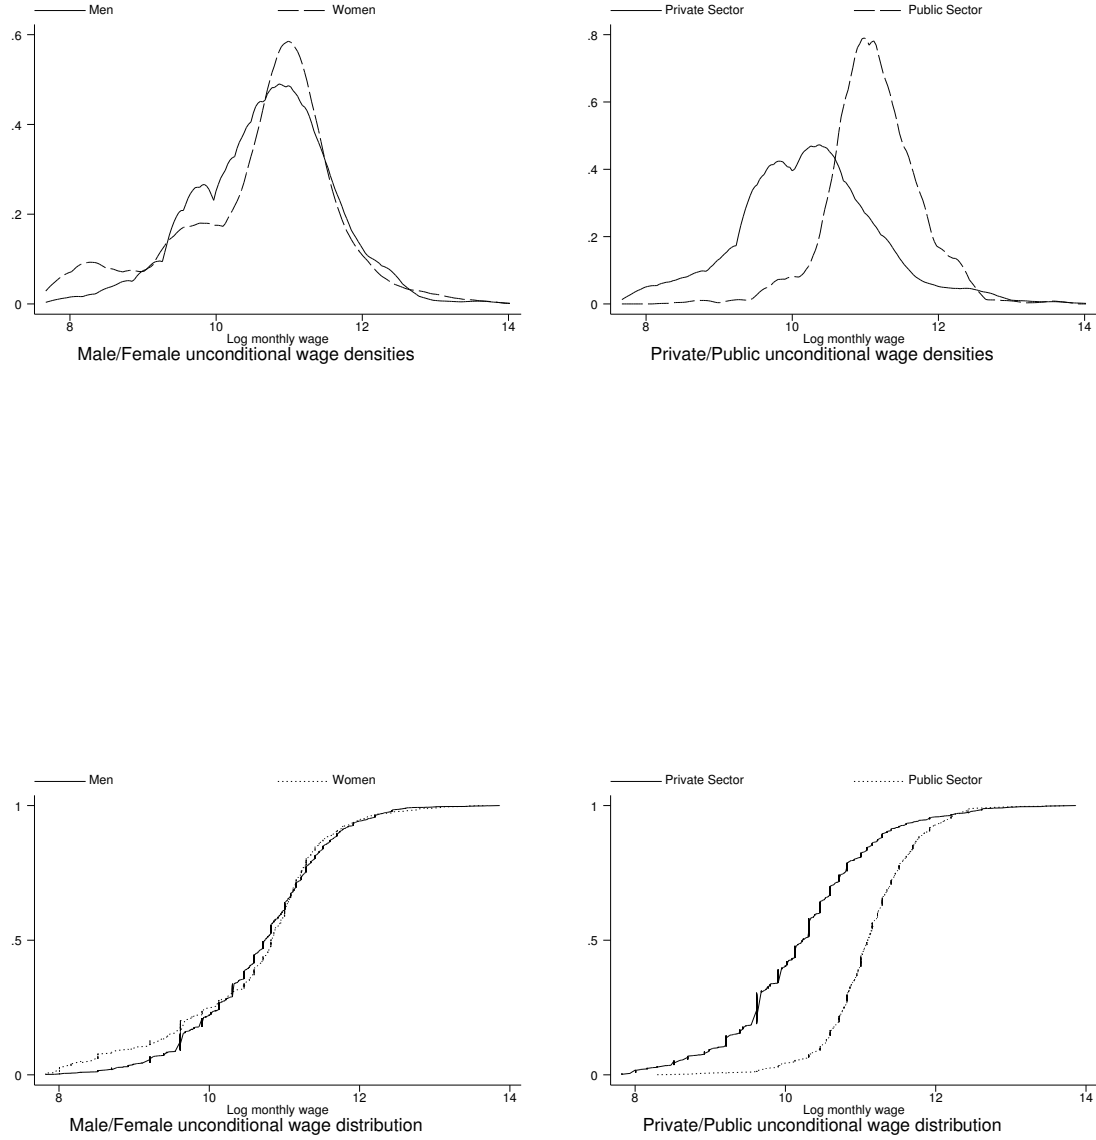 Men Women
.6
.4
.2
0
8 10 12 14
Log monthly wage
Male/Female unconditional wage densities
Private Sector Public Sector
.8
.6
.4
.2
0
8 10 12 14
Log monthly wage
Private/Public unconditional wage densities
Men Women
1
.5
0
8 10 12 14
Log monthly wage
Male/Female unconditional wage distribution
Private Sector Public Sector
1
.5
0
8 10 12 14
Log monthly wage
Private/Public unconditional wage distribution